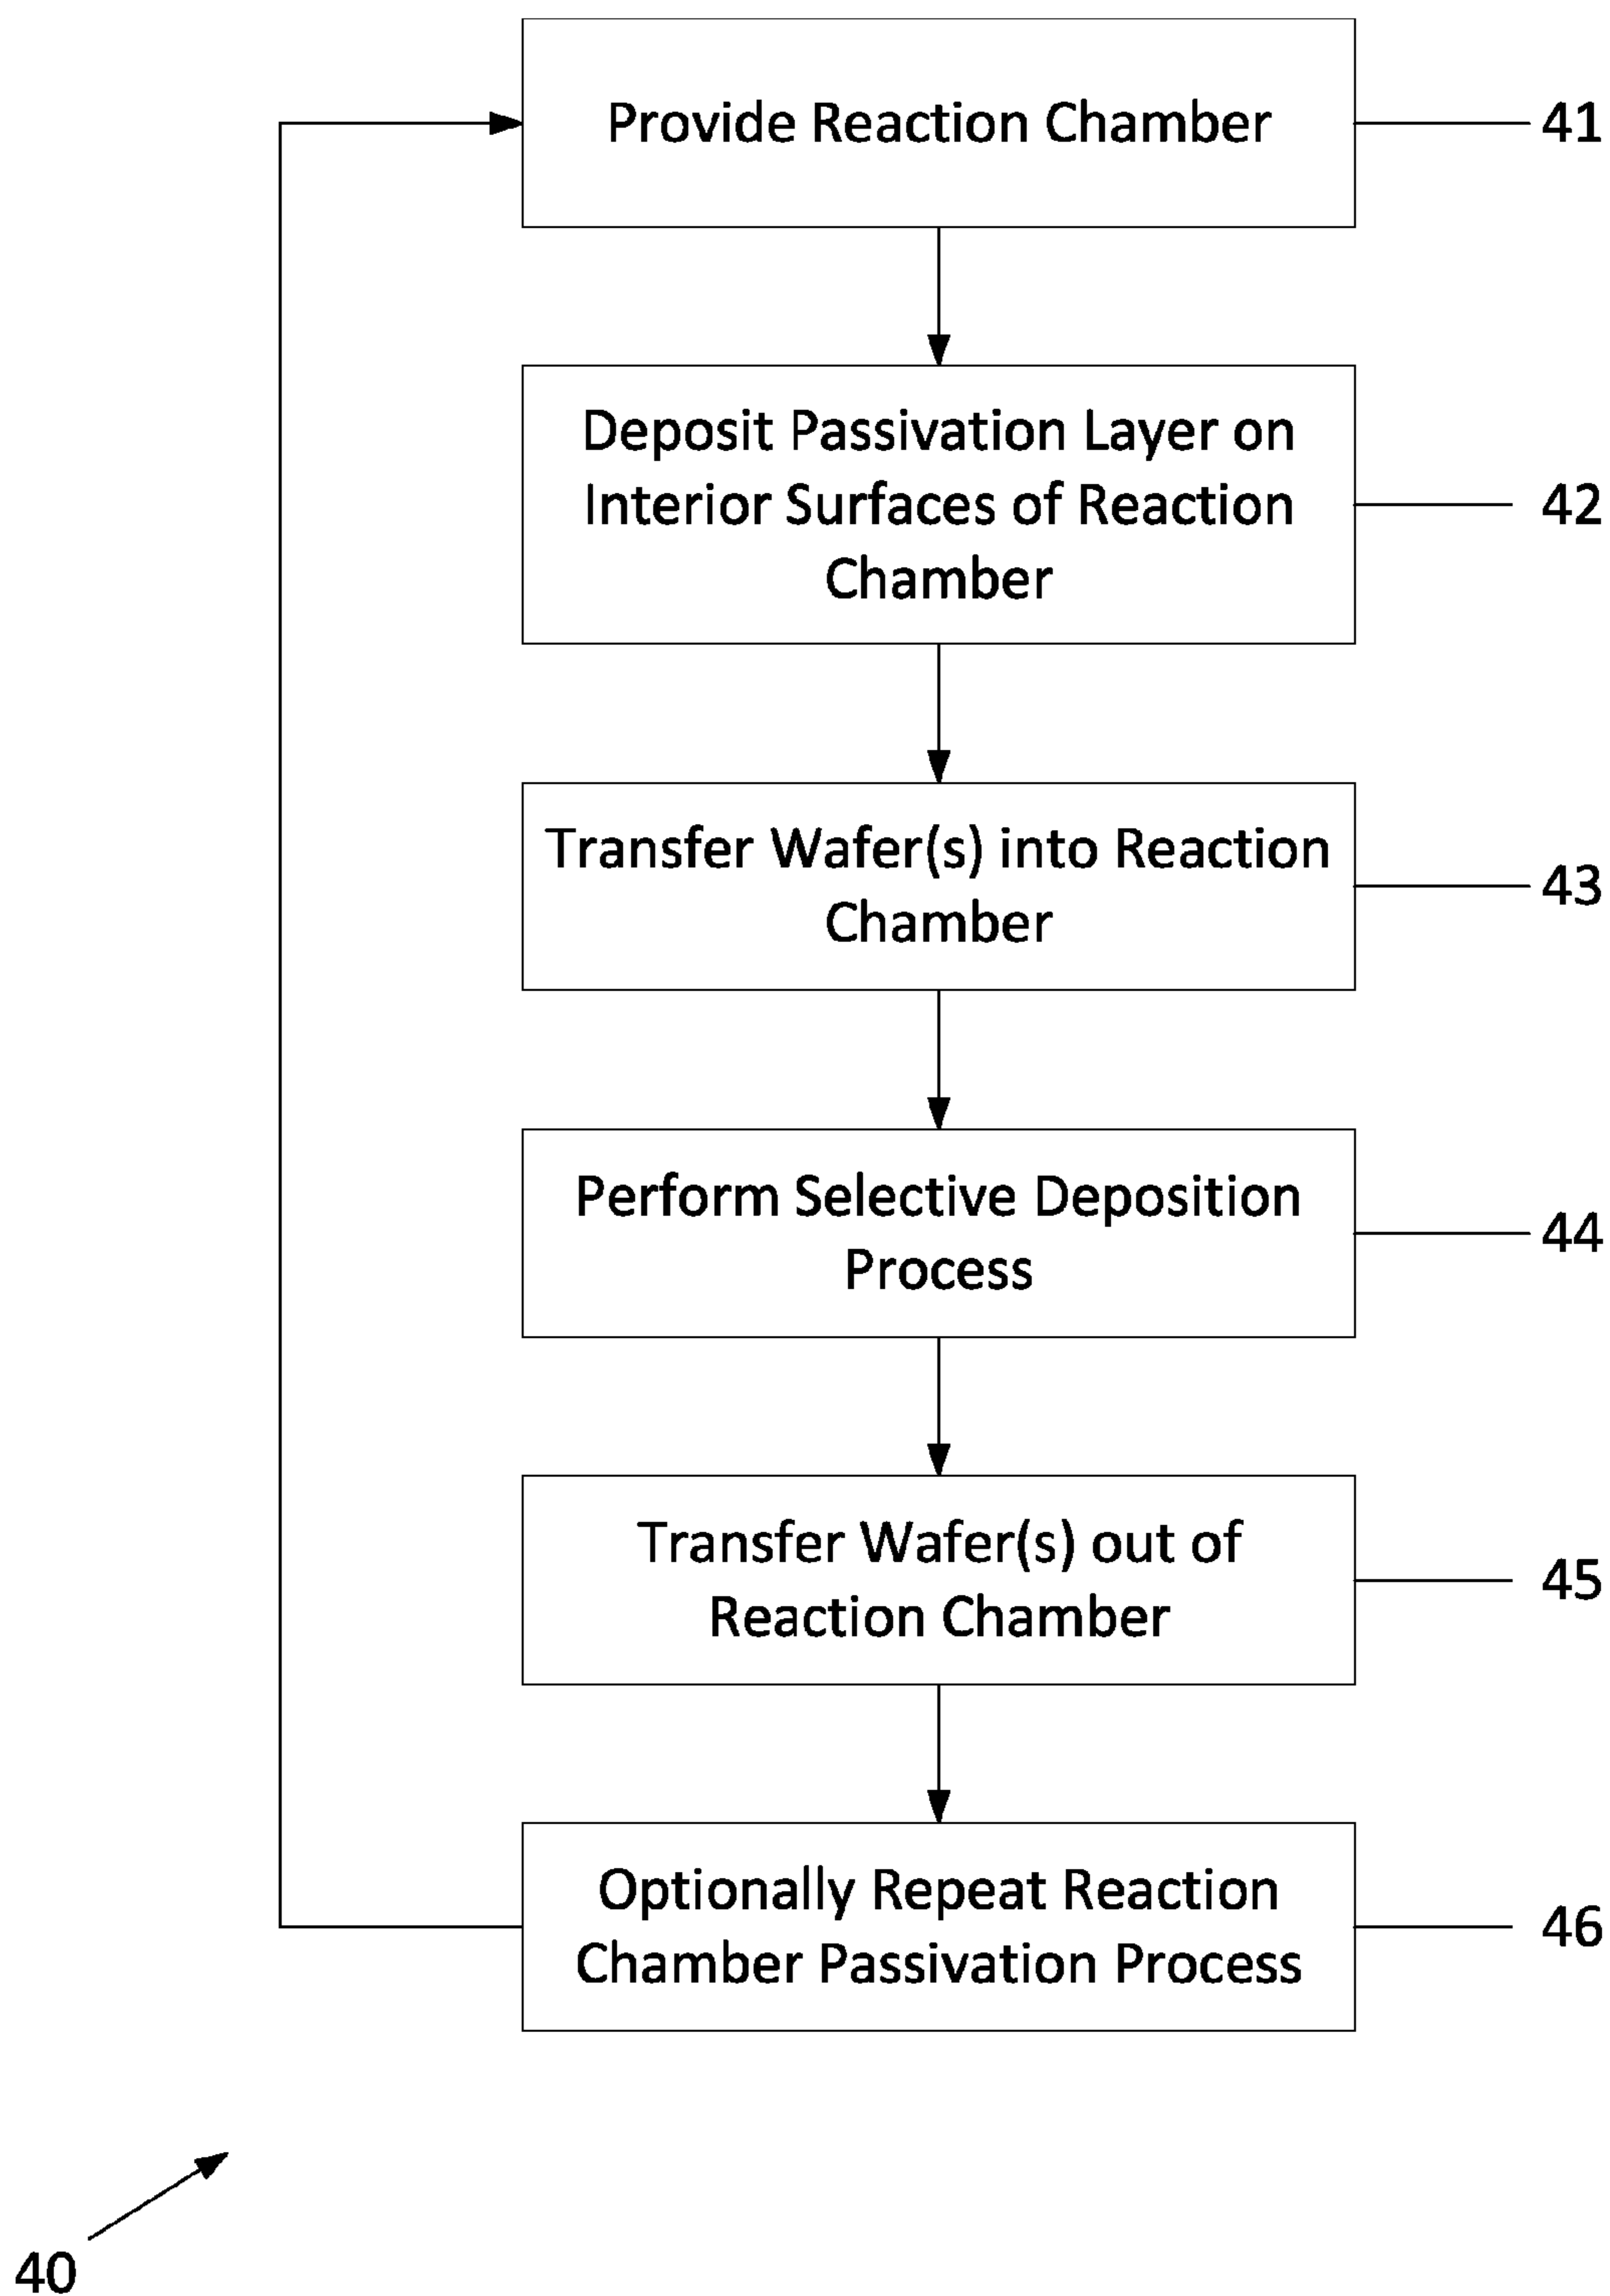 Provide Reaction Chamber
41
Deposit Passivation Layer on
Interior Surfaces of Reaction
Chamber
42
Transfer Wafer(s) into Reaction
Chamber
43
Perform Selective Deposition
Process
44
Transfer Wafer(s) out of
Reaction Chamber
45
Optionally Repeat Reaction
Chamber Passivation Process
46
40